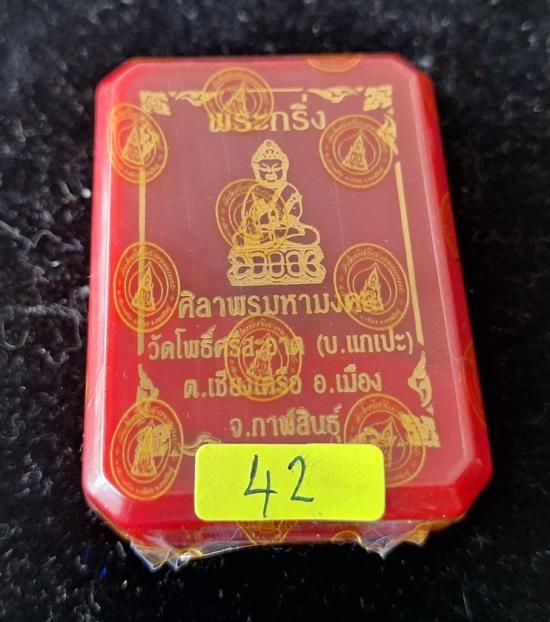 พระกริ่ง
ศิลาพรมหามงคล
วัดโพธิ์ศรีสะอาด (บ.แกเปะ)
ต.เชียงเครือ อ.เมือง
จ.กาฬสินธุ์
42